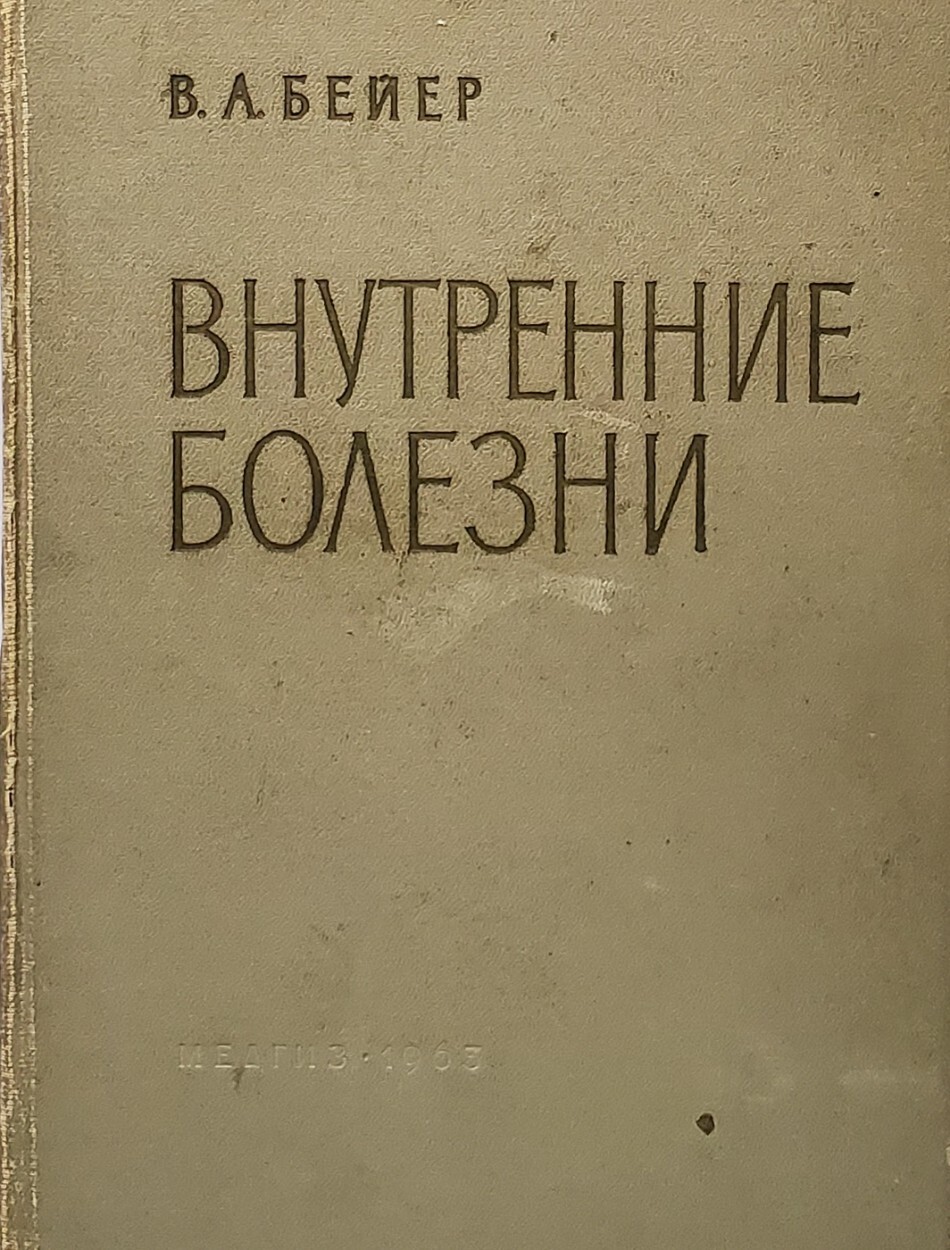 В. А. БЕЙЕР
ВНУТРЕННИЕ
БОЛЕЗНИ
МЕДГИЗ · 1963